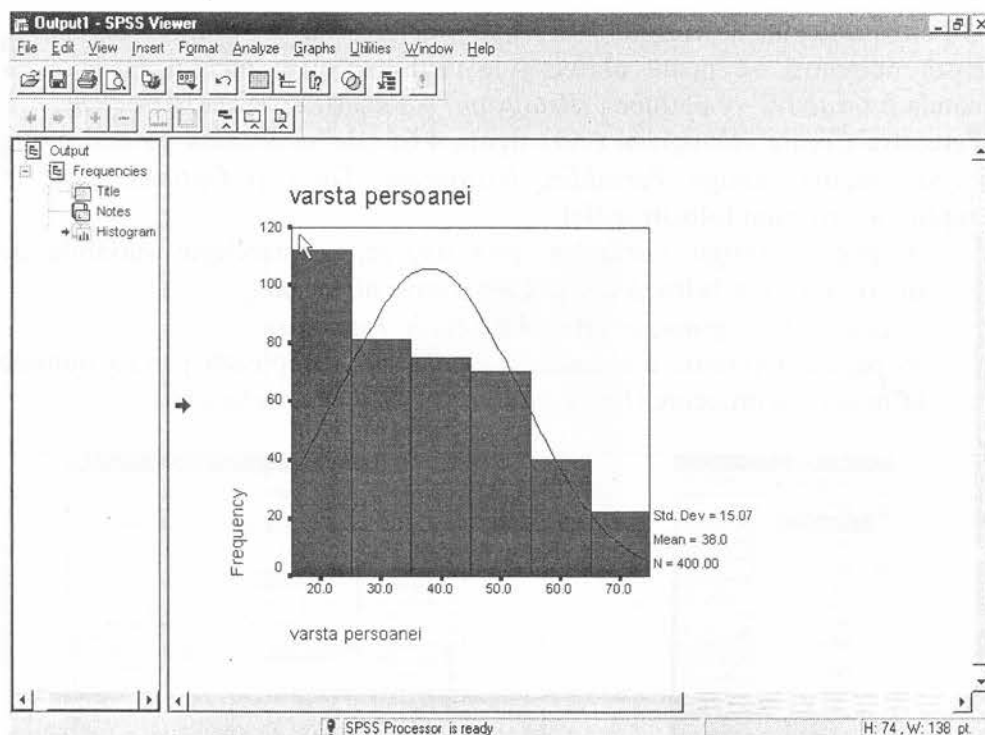 Output1 - SPSS Viewer
File Edit View Insert Format Analyze Graphs Utilities Window Help
Output
Frequencies
Title
Notes
Histogram
varsta persoanei
120
100
80
60
40
20
0
Frequency
20.0 30.0 40.0 50.0 60.0 70.0
varsta persoanei
Std. Dev = 15.07
Mean = 38.0
N = 400.00
SPSS Processor is ready
H: 74 , W: 138 pt.